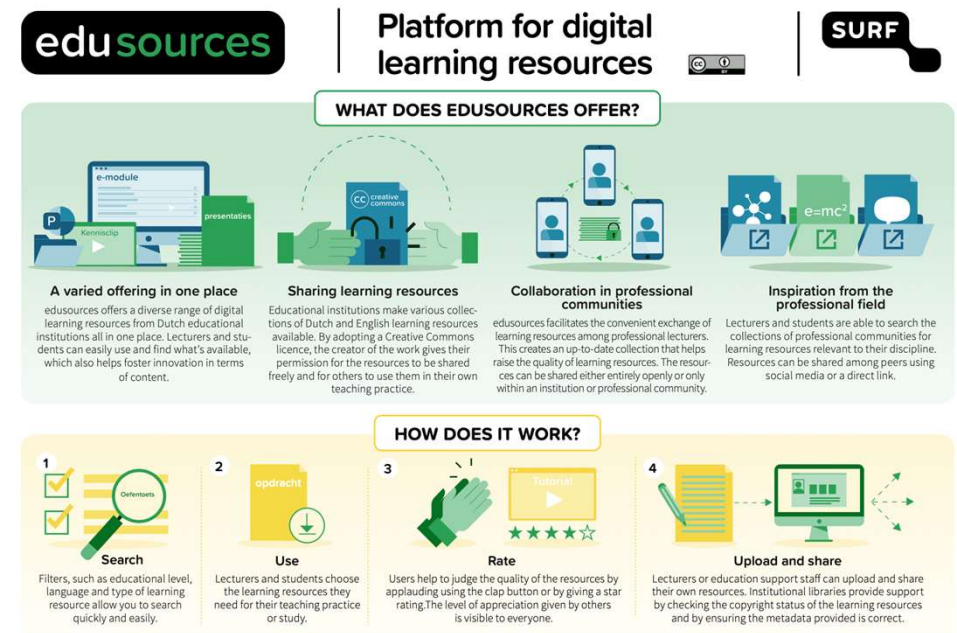 edusources
Platform for digital
learning resources
cc
BY
SURF
WHAT DOES EDUSOURCES OFFER?
e-module
P
Kennisclip
presentaties
cc creative
commons
e=mc²
A varied offering in one place
edusources offers a diverse range of digital
learning resources from Dutch educational
institutions all in one place. Lecturers and stu-
dents can easily use and find what's available,
which also helps foster innovation in terms
of content.
Sharing learning resources
Educational institutions make various collec-
tions of Dutch and English learning resources
available. By adopting a Creative Commons
licence, the creator of the work gives their
permission for the resources to be shared
freely and for others to use them in their own
teaching practice.
Collaboration in professional
communities
edusources facilitates the convenient exchange of
learning resources among professional lecturers.
This creates an up-to-date collection that helps
raise the quality of learning resources. The resour-
ces can be shared either entirely openly or only
within an institution or professional community.
Inspiration from the
professional field
Lecturers and students are able to search the
collections of professional communities for
learning resources relevant to their discipline.
Resources can be shared among peers using
social media or a direct link.
HOW DOES IT WORK?
1
Oefentoets
Search
Filters, such as educational level,
language and type of learning
resource allow you to search
quickly and easily.
2
opdracht
Use
Lecturers and students choose
the learning resources they
need for their teaching practice
or study.
3
Tutorial
Rate
Users help to judge the quality of the resources by
applauding using the clap button or by giving a star
rating.The level of appreciation given by others
is visible to everyone.
4
Upload and share
Lecturers or education support staff can upload and share
their own resources. Institutional libraries provide support
by checking the copyright status of the learning resources
and by ensuring the metadata provided is correct.